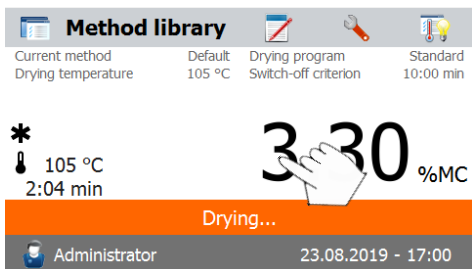 Method library
Current method Default Drying program Standard
Drying temperature 105 °C Switch-off criterion 10:00 min
3.30 %MC
105 °C
2:04 min
Drying...
Administrator 23.08.2019 - 17:00